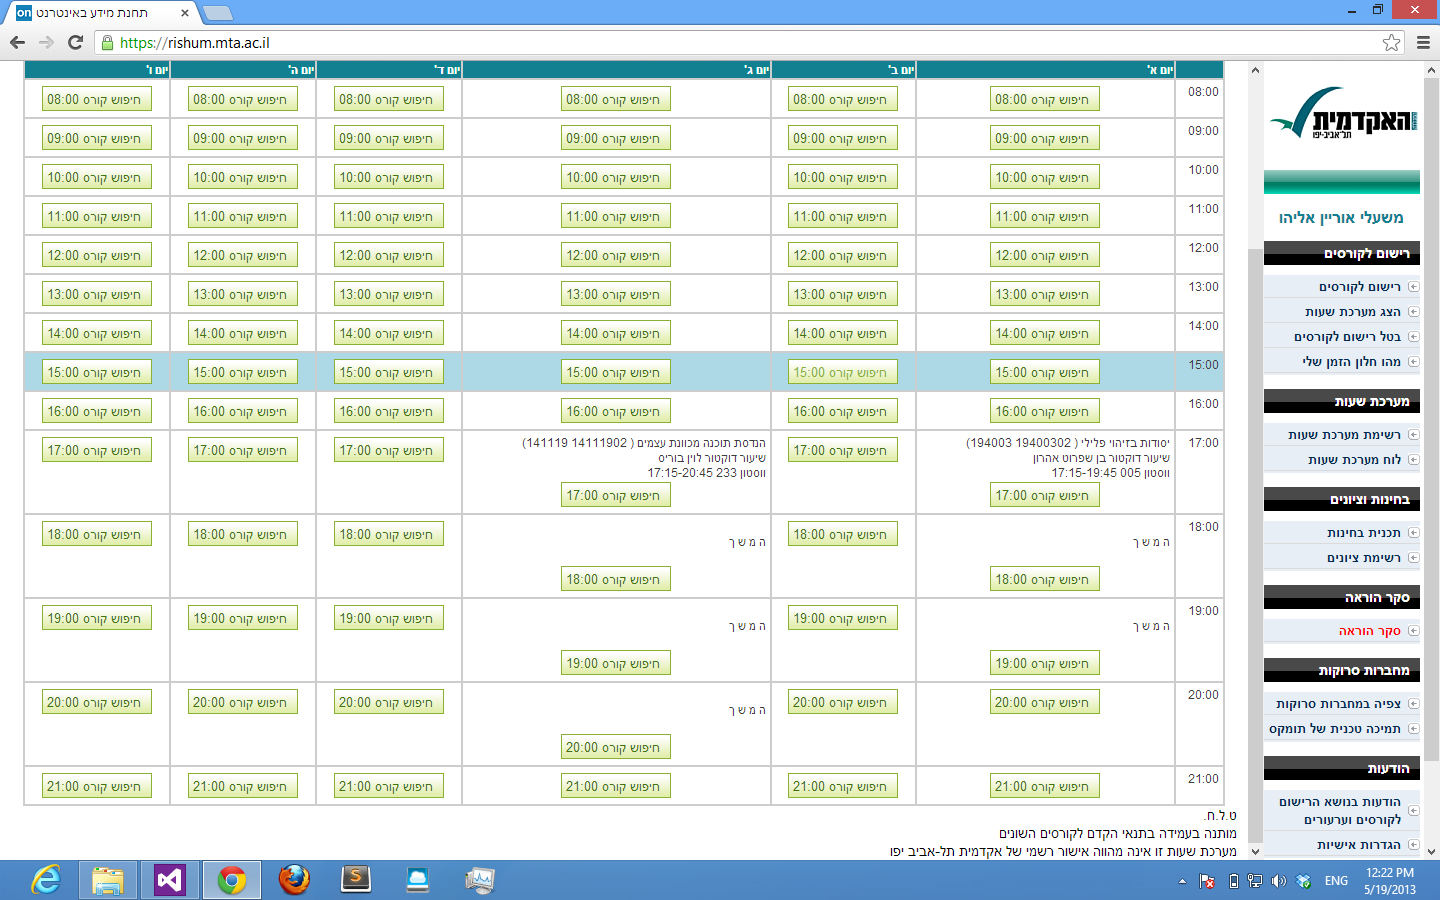 תחנת מידע באינטרנט
https://rishum.mta.ac.il
יום א' יום ב' יום ג' יום ד' יום ה' יום ו'
08:00 חיפוש קורס 08:00 חיפוש קורס 08:00 חיפוש קורס 08:00 חיפוש קורס 08:00 חיפוש קורס 08:00 חיפוש קורס 08:00
09:00 חיפוש קורס 09:00 חיפוש קורס 09:00 חיפוש קורס 09:00 חיפוש קורס 09:00 חיפוש קורס 09:00 חיפוש קורס 09:00
10:00 חיפוש קורס 10:00 חיפוש קורס 10:00 חיפוש קורס 10:00 חיפוש קורס 10:00 חיפוש קורס 10:00 חיפוש קורס 10:00
11:00 חיפוש קורס 11:00 חיפוש קורס 11:00 חיפוש קורס 11:00 חיפוש קורס 11:00 חיפוש קורס 11:00 חיפוש קורס 11:00
12:00 חיפוש קורס 12:00 חיפוש קורס 12:00 חיפוש קורס 12:00 חיפוש קורס 12:00 חיפוש קורס 12:00 חיפוש קורס 12:00
13:00 חיפוש קורס 13:00 חיפוש קורס 13:00 חיפוש קורס 13:00 חיפוש קורס 13:00 חיפוש קורס 13:00 חיפוש קורס 13:00
14:00 חיפוש קורס 14:00 חיפוש קורס 14:00 חיפוש קורס 14:00 חיפוש קורס 14:00 חיפוש קורס 14:00 חיפוש קורס 14:00
15:00 חיפוש קורס 15:00 חיפוש קורס 15:00 חיפוש קורס 15:00 חיפוש קורס 15:00 חיפוש קורס 15:00 חיפוש קורס 15:00
16:00 חיפוש קורס 16:00 חיפוש קורס 16:00 חיפוש קורס 16:00 חיפוש קורס 16:00 חיפוש קורס 16:00 חיפוש קורס 16:00
17:00
יסודות בזיהוי פלילי ( 19400302 194003)
שיעור דוקטור בן שפרוט אהרון
ווסטון 005 17:15-19:45
חיפוש קורס 17:00
חיפוש קורס 17:00
הנדסת תוכנה מכוונת עצמים ( 14111902 141119)
שיעור דוקטור לוין בוריס
ווסטון 233 17:15-20:45
חיפוש קורס 17:00
חיפוש קורס 17:00 חיפוש קורס 17:00 חיפוש קורס 17:00
18:00
ה מ ש ך
חיפוש קורס 18:00
חיפוש קורס 18:00
ה מ ש ך
חיפוש קורס 18:00
חיפוש קורס 18:00 חיפוש קורס 18:00 חיפוש קורס 18:00
19:00
ה מ ש ך
חיפוש קורס 19:00
חיפוש קורס 19:00
ה מ ש ך
חיפוש קורס 19:00
חיפוש קורס 19:00 חיפוש קורס 19:00 חיפוש קורס 19:00
20:00
חיפוש קורס 20:00
חיפוש קורס 20:00
ה מ ש ך
חיפוש קורס 20:00
חיפוש קורס 20:00 חיפוש קורס 20:00 חיפוש קורס 20:00
21:00 חיפוש קורס 21:00 חיפוש קורס 21:00 חיפוש קורס 21:00 חיפוש קורס 21:00 חיפוש קורס 21:00 חיפוש קורס 21:00
ט.ל.ח.
מותנה בעמידה בתנאי הקדם לקורסים השונים
מערכת שעות זו אינה מהווה אישור רשמי של אקדמית תל-אביב יפו
האקדמית
תל־אביב-יפו
משעלי אוריין אליהו
רישום לקורסים
רישום לקורסים
הצג מערכת שעות
בטל רישום לקורסים
מהו חלון הזמן שלי
מערכת שעות
רשימת מערכת שעות
לוח מערכת שעות
בחינות וציונים
תכנית בחינות
רשימת ציונים
סקר הוראה
סקר הוראה
מחברות סרוקות
צפיה במחברות סרוקות
תמיכה טכנית של תומקס
הודעות
הודעות בנושא הרישום
לקורסים וערעורים
הגדרות אישיות
ENG
12:22 PM
5/19/2013